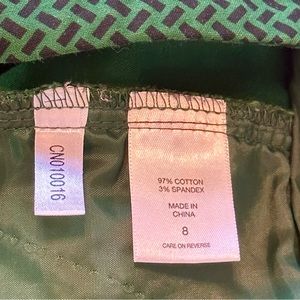 CN010016
97% COTTON
3% SPANDEX
MADE IN
CHINA
8
CARE ON REVERSE